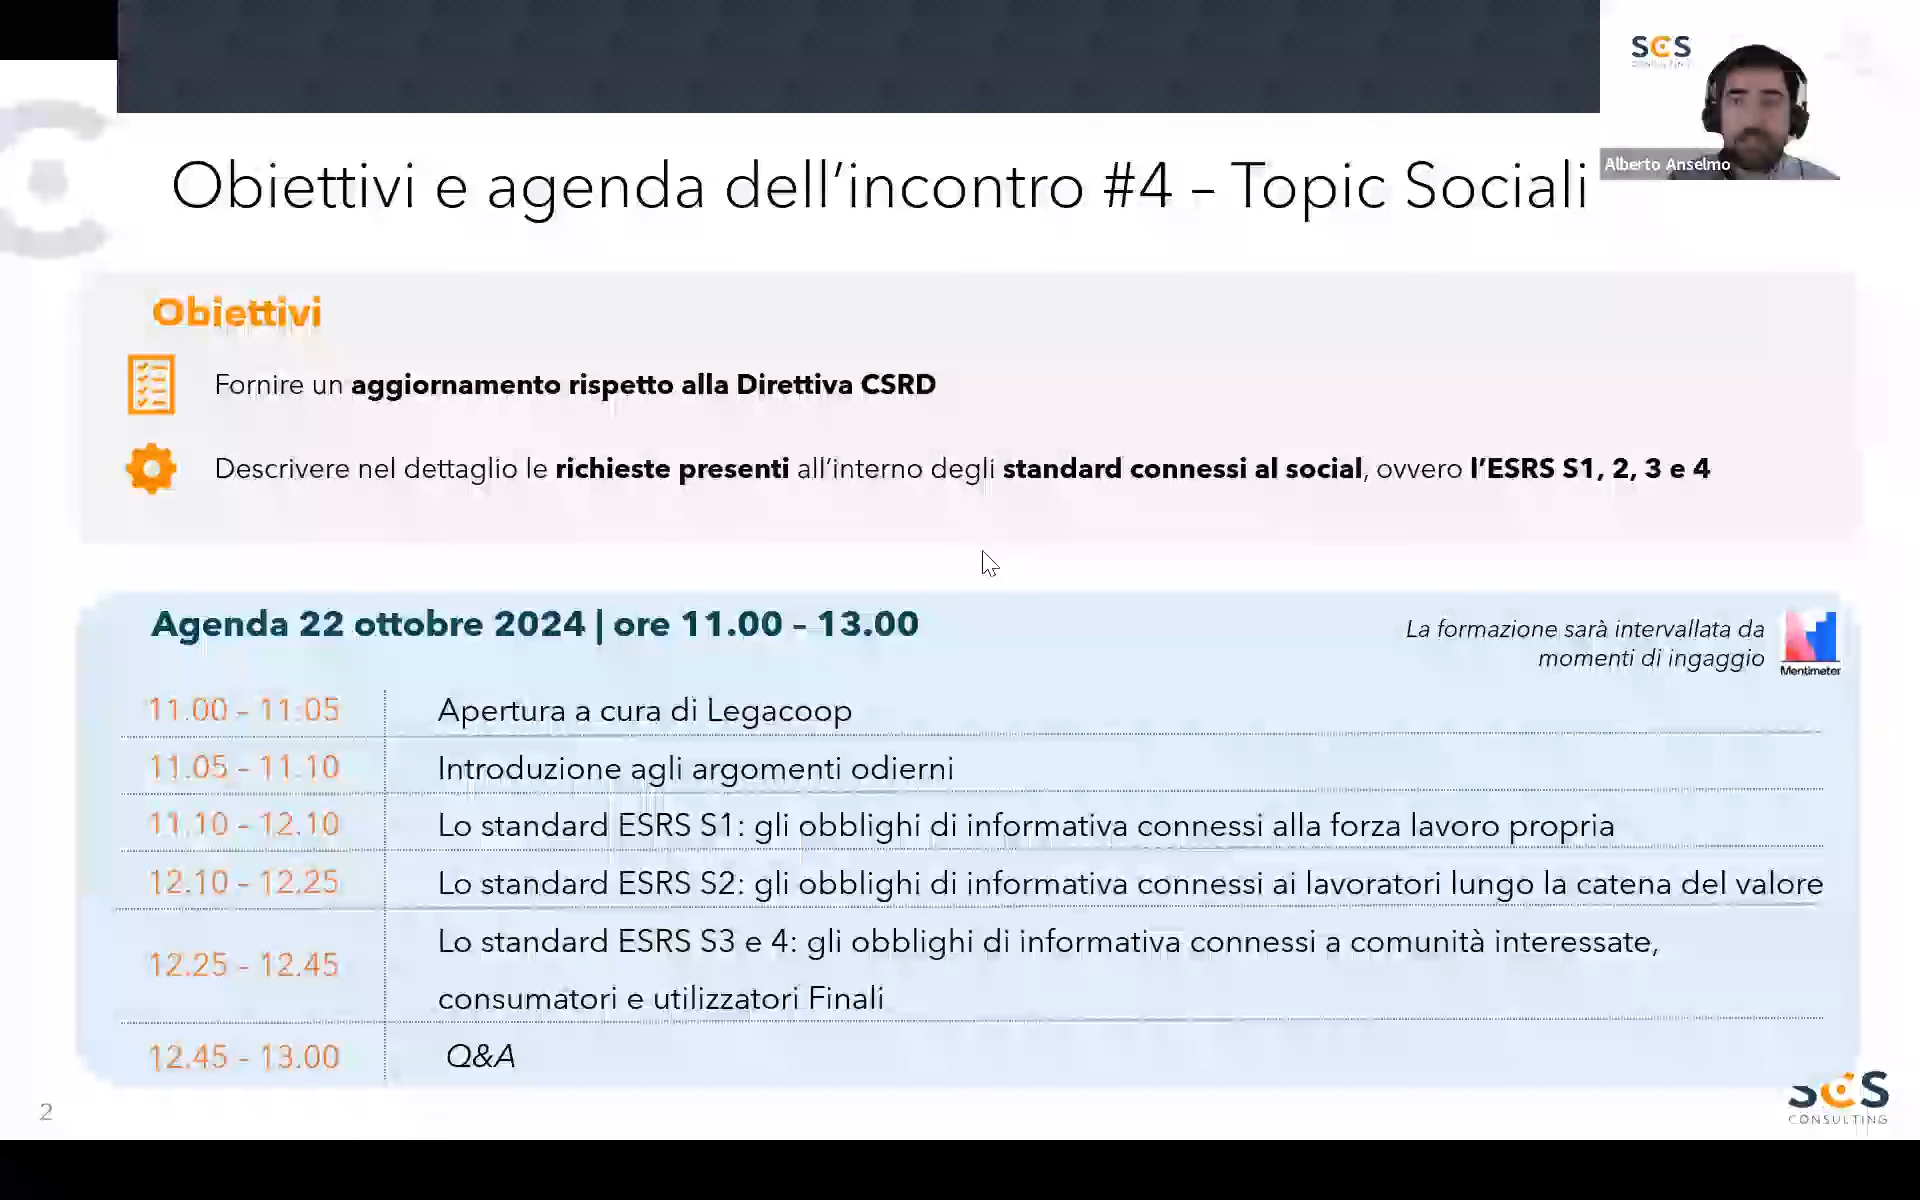 SCS
CONSULTING
Alberto Anselmo
Obiettivi e agenda dell'incontro #4 – Topic Sociali
Obiettivi
Fornire un aggiornamento rispetto alla Direttiva CSRD
Descrivere nel dettaglio le richieste presenti all'interno degli standard connessi al social, ovvero l'ESRS S1, 2, 3 e 4
Agenda 22 ottobre 2024 | ore 11.00 – 13.00
La formazione sarà intervallata da
momenti di ingaggio
Mentimeter
11.00 – 11:05 Apertura a cura di Legacoop
11.05 – 11.10 Introduzione agli argomenti odierni
11.10 – 12.10 Lo standard ESRS S1: gli obblighi di informativa connessi alla forza lavoro propria
12.10 – 12.25 Lo standard ESRS S2: gli obblighi di informativa connessi ai lavoratori lungo la catena del valore
12.25 – 12.45 Lo standard ESRS S3 e 4: gli obblighi di informativa connessi a comunità interessate,
consumatori e utilizzatori Finali
12.45 – 13.00 Q&A
2
SCS
CONSULTING